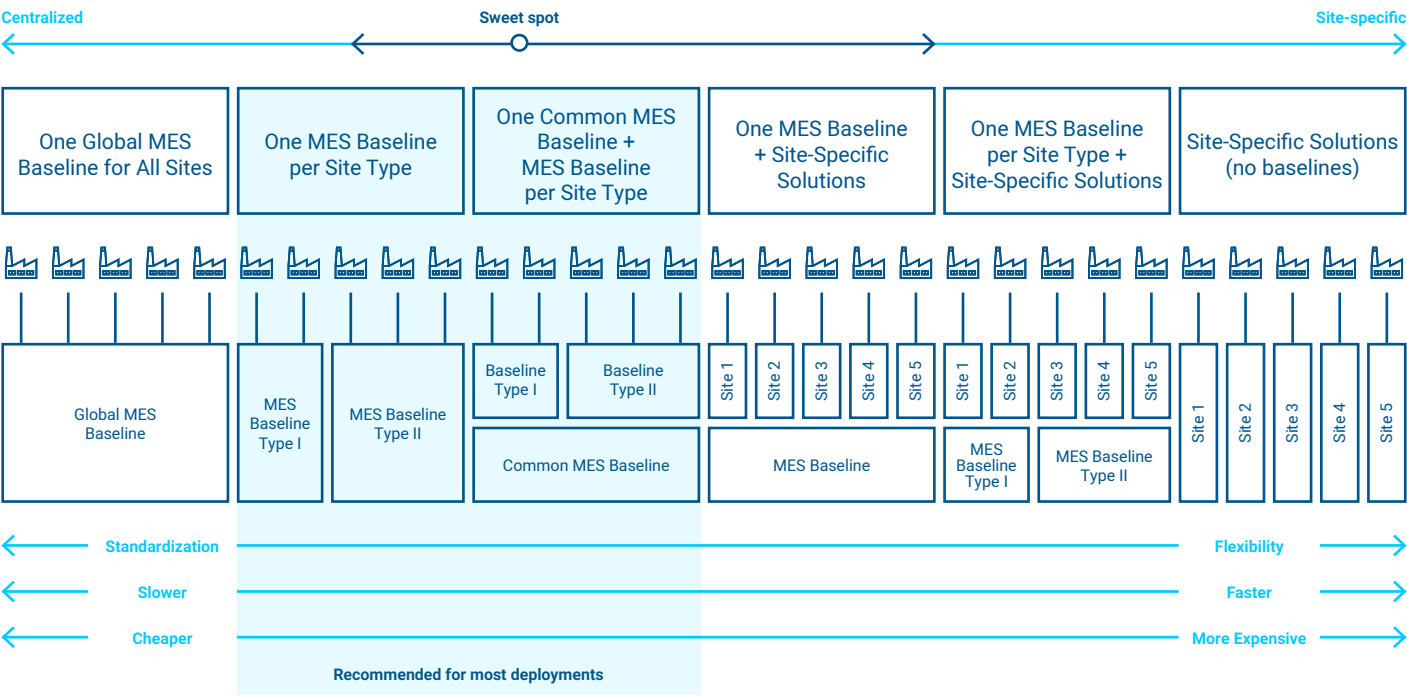 Centralized
Sweet spot
Site-specific
One Global MES
Baseline for All Sites
One MES Baseline
per Site Type
One Common MES
Baseline +
MES Baseline
per Site Type
One MES Baseline
+ Site-Specific
Solutions
One MES Baseline
per Site Type +
Site-Specific Solutions
Site-Specific Solutions
(no baselines)
Global MES
Baseline
MES
Baseline
Type I
MES Baseline
Type II
Baseline
Type I
Baseline
Type II
Common MES Baseline
Site 1
Site 2
Site 3
Site 4
Site 5
MES Baseline
Site 1
Site 2
Site 3
Site 4
Site 5
MES
Baseline
Type I
MES Baseline
Type II
Site 1
Site 2
Site 3
Site 4
Site 5
Standardization
Flexibility
Slower
Faster
Cheaper
More Expensive
Recommended for most deployments